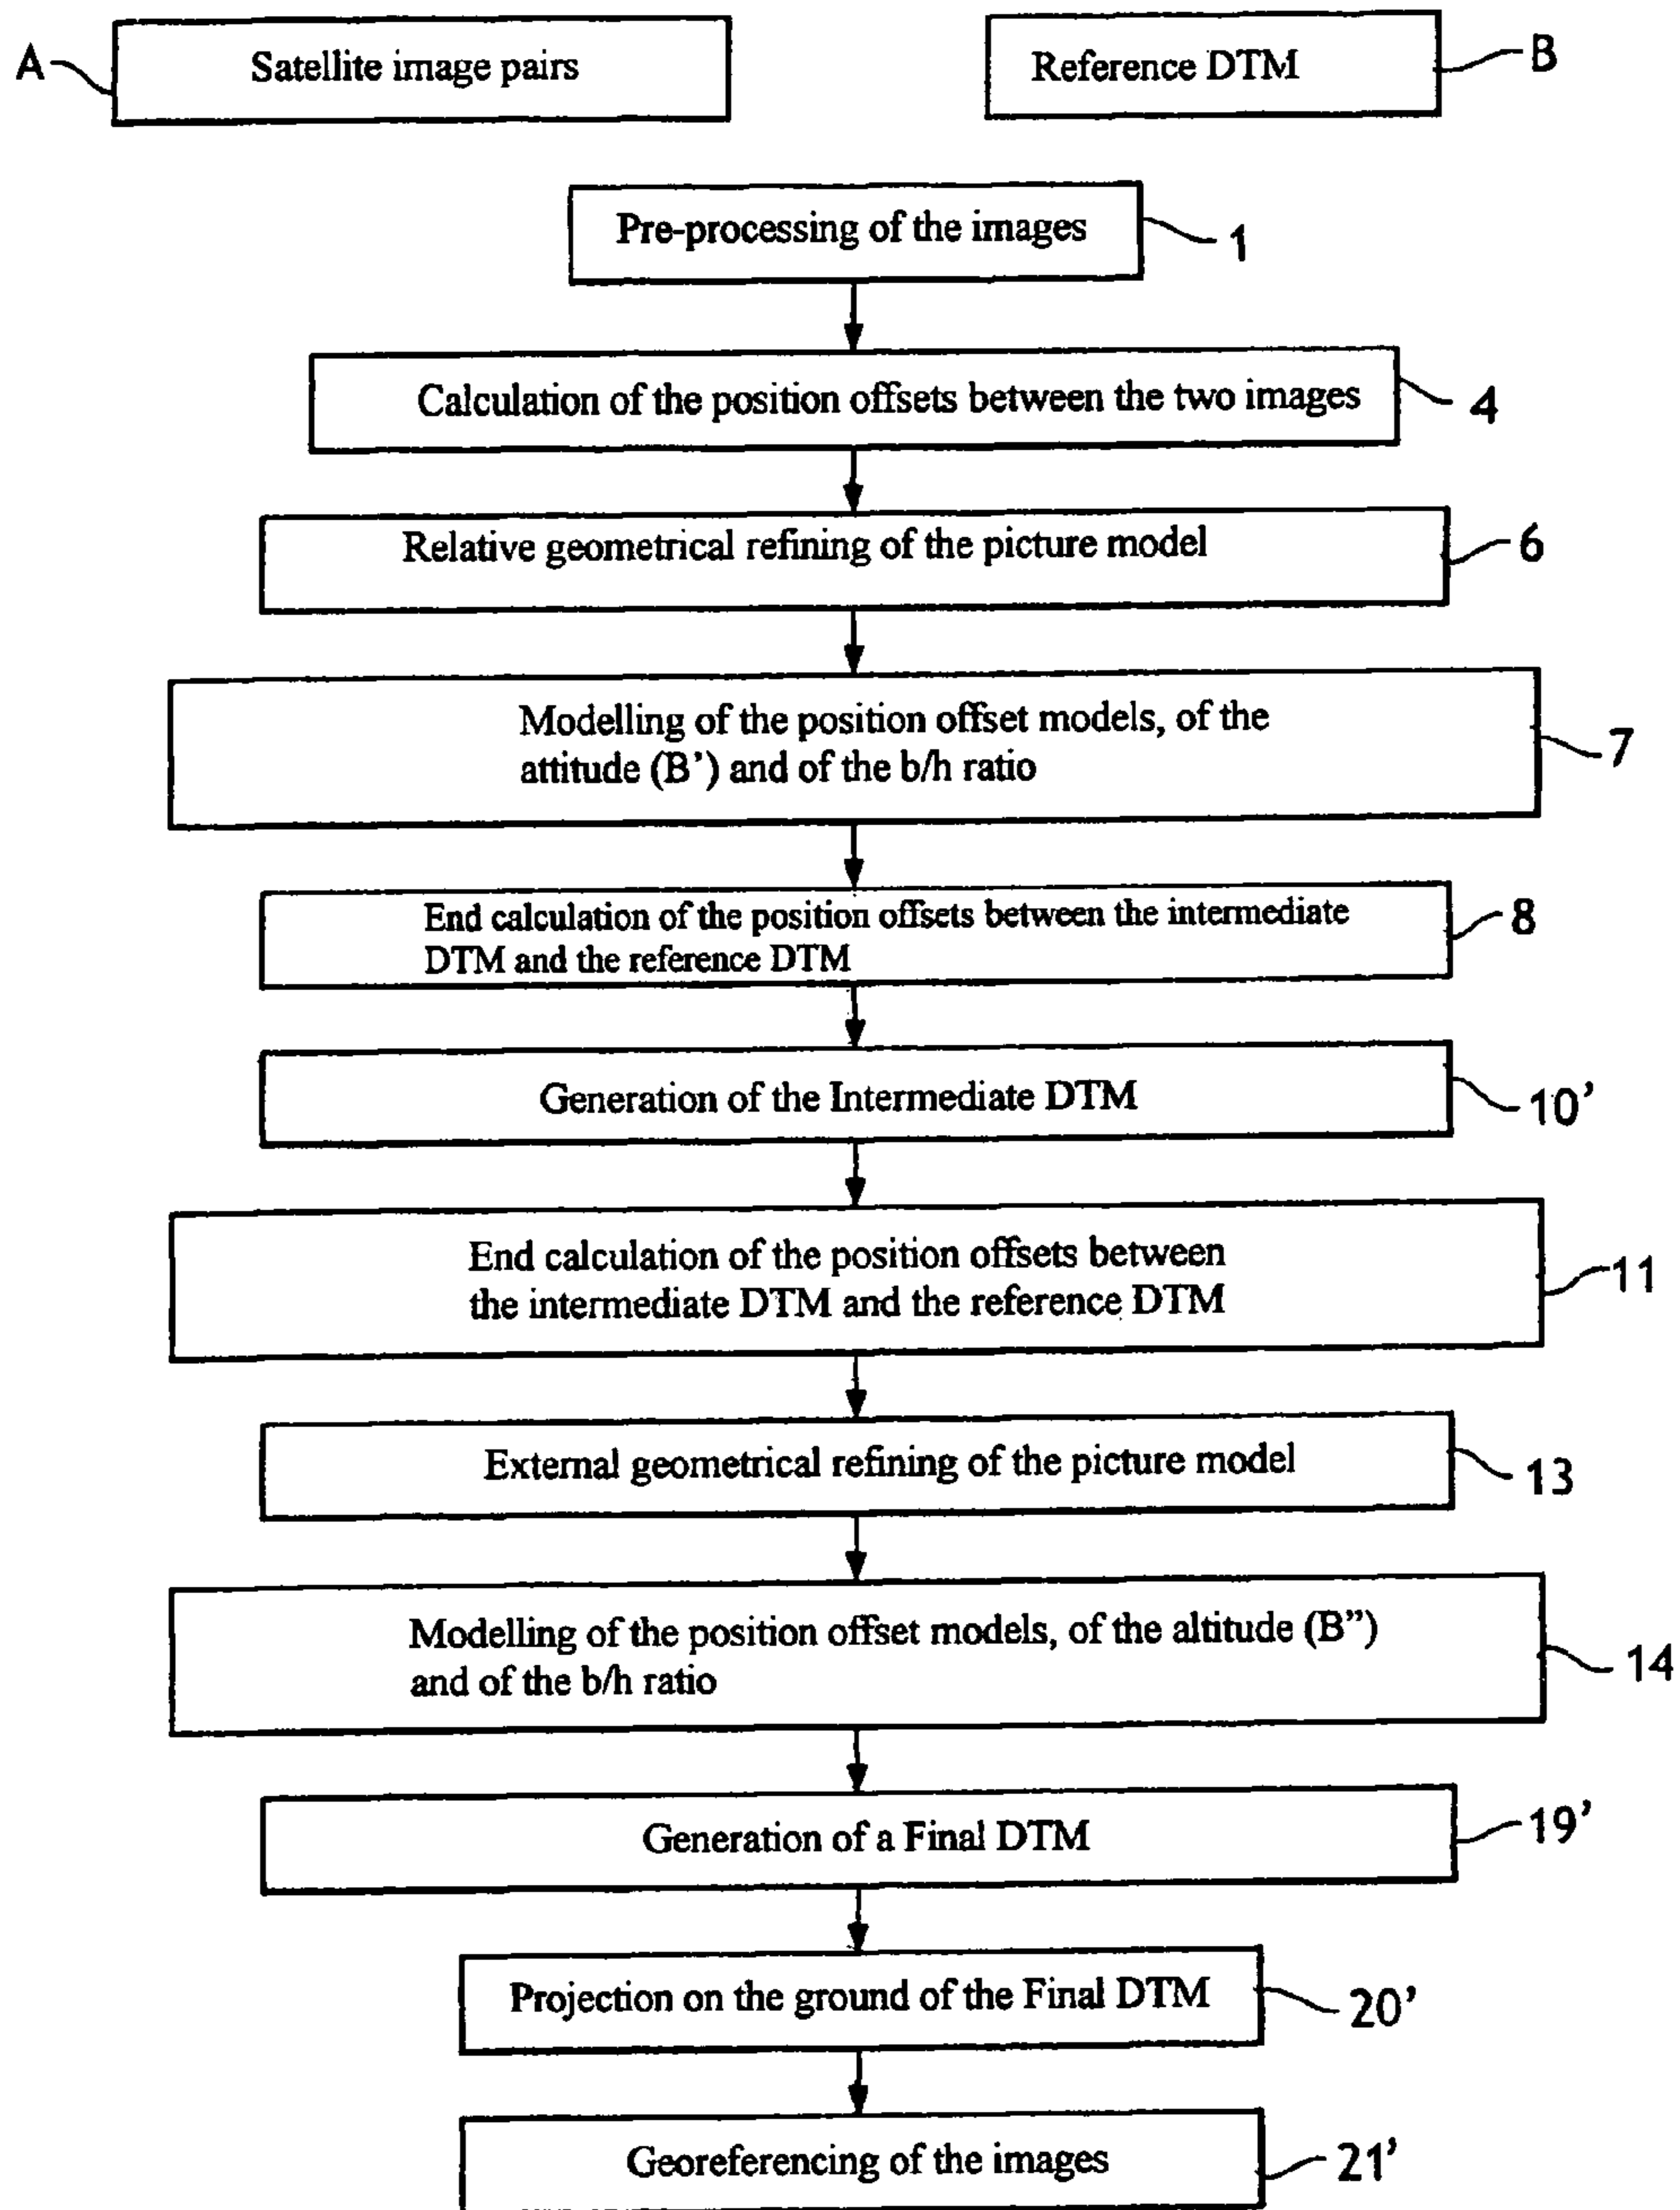 A
Satellite image pairs
Reference DTM
B
Pre-processing of the images
1
Calculation of the position offsets between the two images
4
Relative geometrical refining of the picture model
6
Modelling of the position offset models, of the
attitude (B') and of the b/h ratio
7
End calculation of the position offsets between the intermediate
DTM and the reference DTM
8
Generation of the Intermediate DTM
10'
End calculation of the position offsets between
the intermediate DTM and the reference DTM
11
External geometrical refining of the picture model
13
Modelling of the position offset models, of the altitude (B")
and of the b/h ratio
14
Generation of a Final DTM
19'
Projection on the ground of the Final DTM
20'
Georeferencing of the images
21'